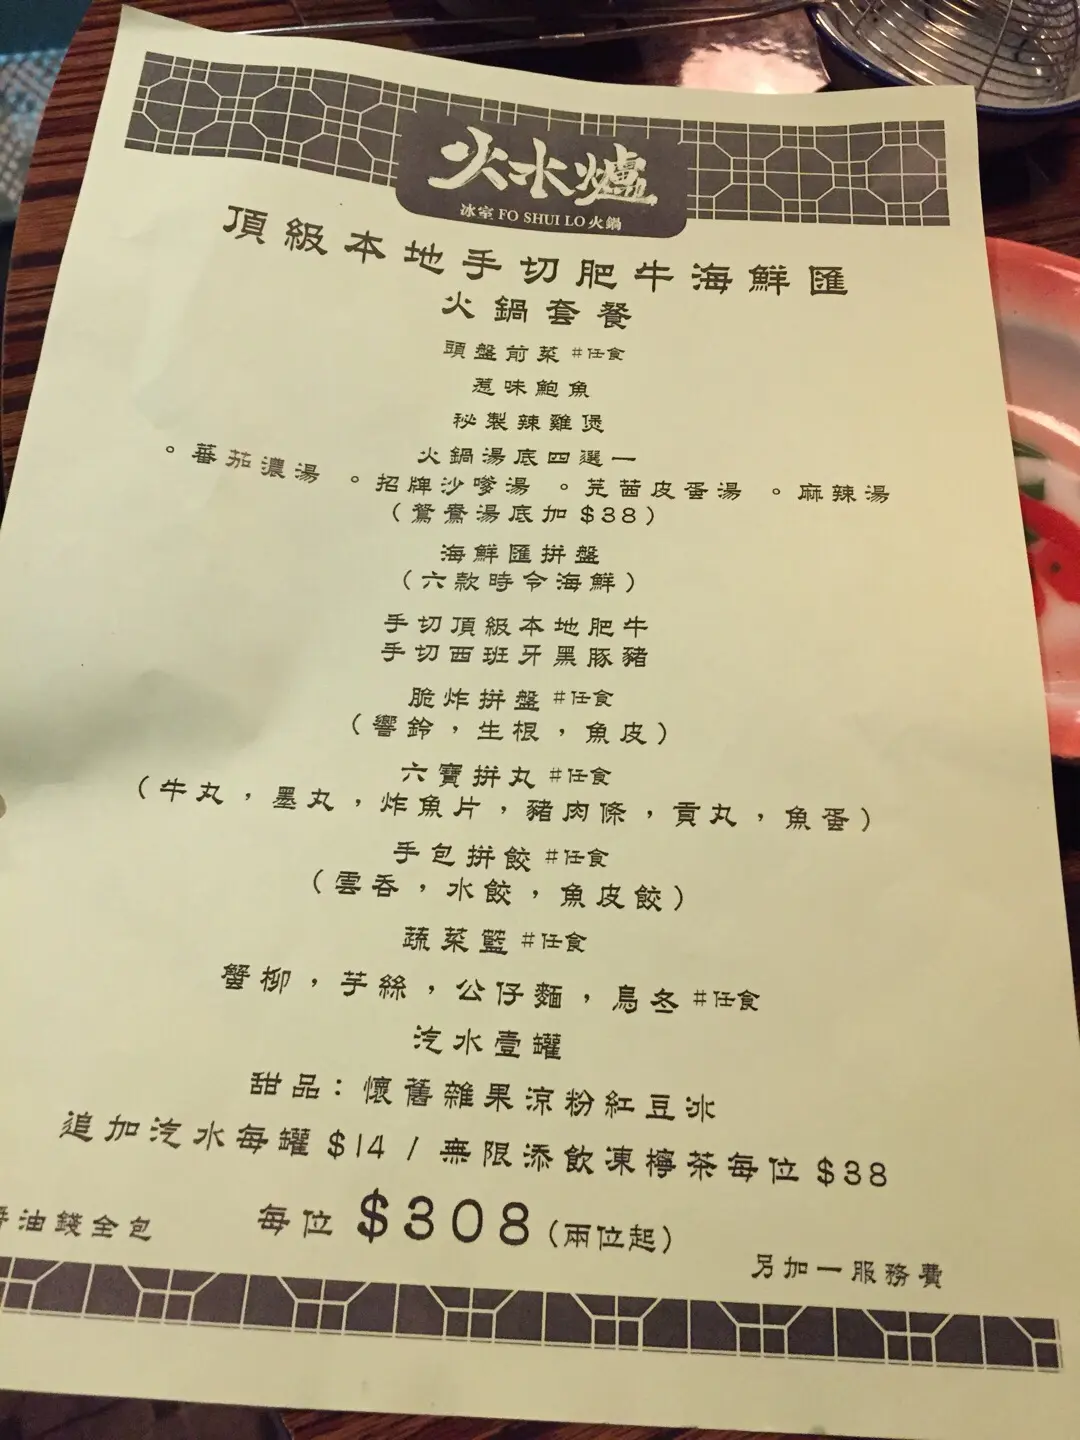 火水爐
冰室 FO SHUI LO 火鍋
頂級本地手切肥牛海鮮匯
火鍋套餐
頭盤前菜 #任食
惹味鮑魚
秘製辣雞煲
火鍋湯底四選一
。蕃茄濃湯 。招牌沙嗲湯 。芫茜皮蛋湯 。麻辣湯
(鴛鴦湯底加 $38)
海鮮匯拼盤
(六款時令海鮮)
手切頂級本地肥牛
手切西班牙黑豚豬
脆炸拼盤 #任食
(響鈴,生根,魚皮)
六寶拼丸 #任食
(牛丸,墨丸,炸魚片,豬肉條,貢丸,魚蛋)
手包拼餃 #任食
(雲吞,水餃,魚皮餃)
蔬菜籃 #任食
蟹柳,芋絲,公仔麵,烏冬 #任食
汽水壹罐
甜品:懷舊雜果涼粉紅豆冰
追加汽水每罐 $14 / 無限添飲凍檸茶每位 $38
每位 $308 (兩位起)
油錢全包
另加一服務費